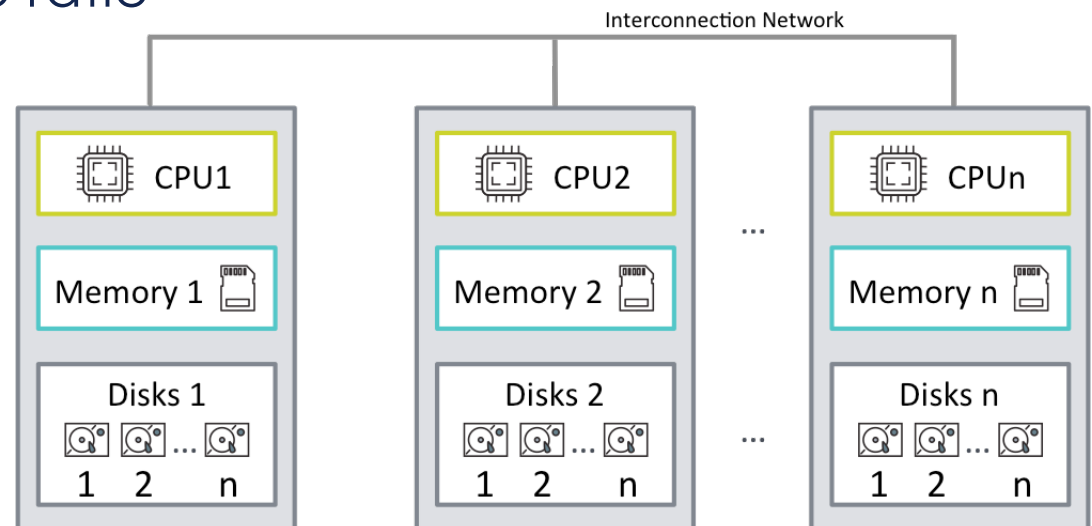 Interconnection Network
CPU1
CPU2
CPUn
...
Memory 1
Memory 2
Memory n
Disks 1
Disks 2
Disks n
...
...
...
...
1 2 n
1 2 n
1 2 n